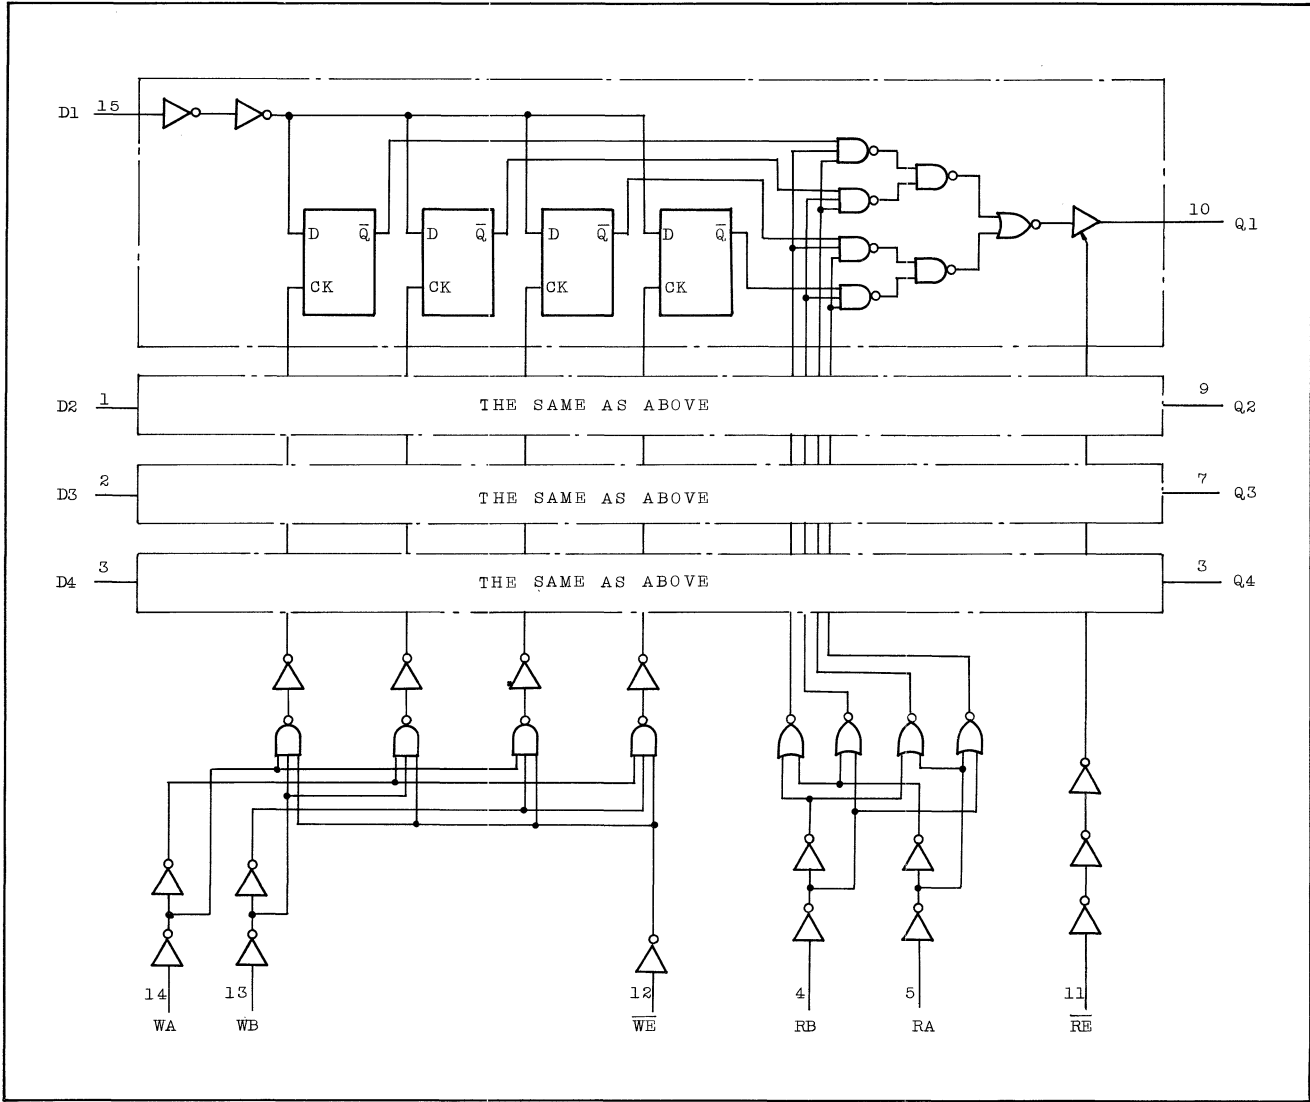 D1 15
D Q̅ D Q̅ D Q̅ D Q̅
CK CK CK CK
10 Q1
D2 1 THE SAME AS ABOVE 9 Q2
D3 2 THE SAME AS ABOVE 7 Q3
D4 3 THE SAME AS ABOVE 3 Q4
14 13 12 4 5 11
WA WB W̅E̅ RB RA R̅E̅